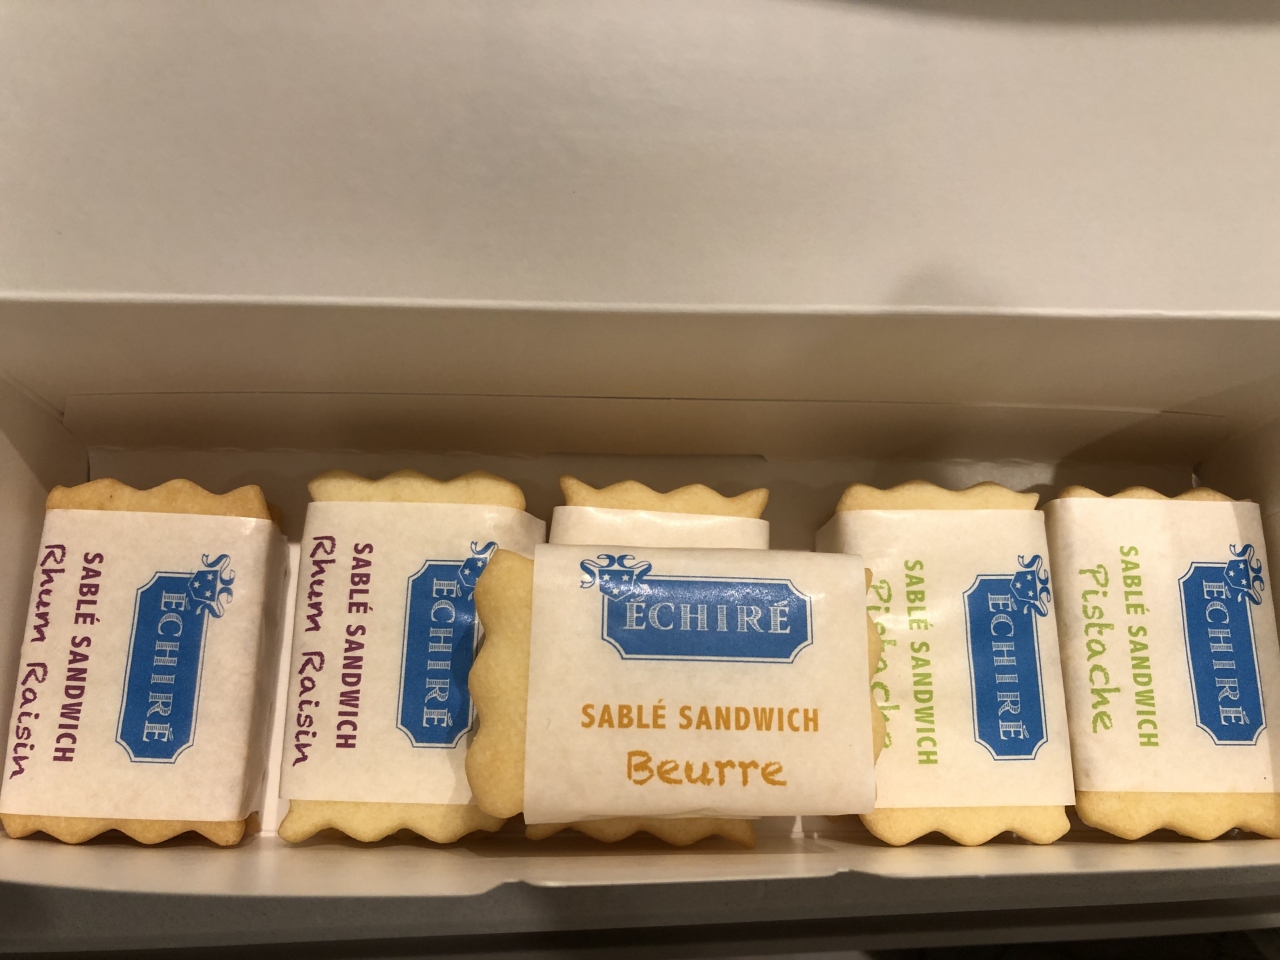 SABLÉ SANDWICH
Rhum Raisin
ÉCHIRÉ
SABLÉ SANDWICH
Rhum Raisin
ÉCHIRÉ
ÉCHIRÉ
SABLÉ SANDWICH
Beurre
ÉCHIRÉ
SABLÉ SANDWICH
Pistache
ÉCHIRÉ
SABLÉ SANDWICH
Pistache